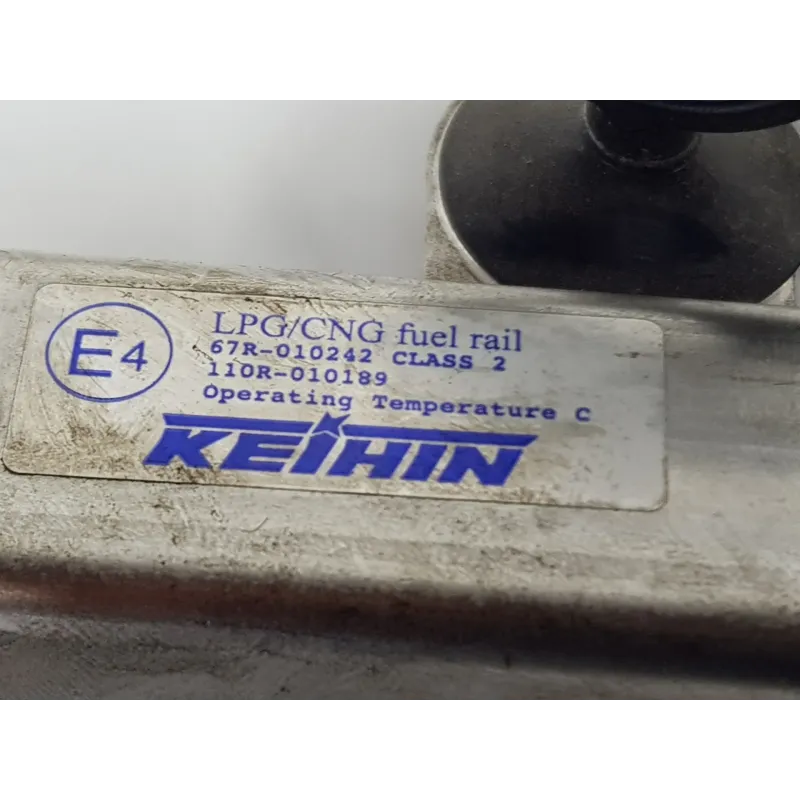 E4
LPG/CNG fuel rail
67R-010242 CLASS 2
110R-010189
Operating Temperature C
KEIHIN